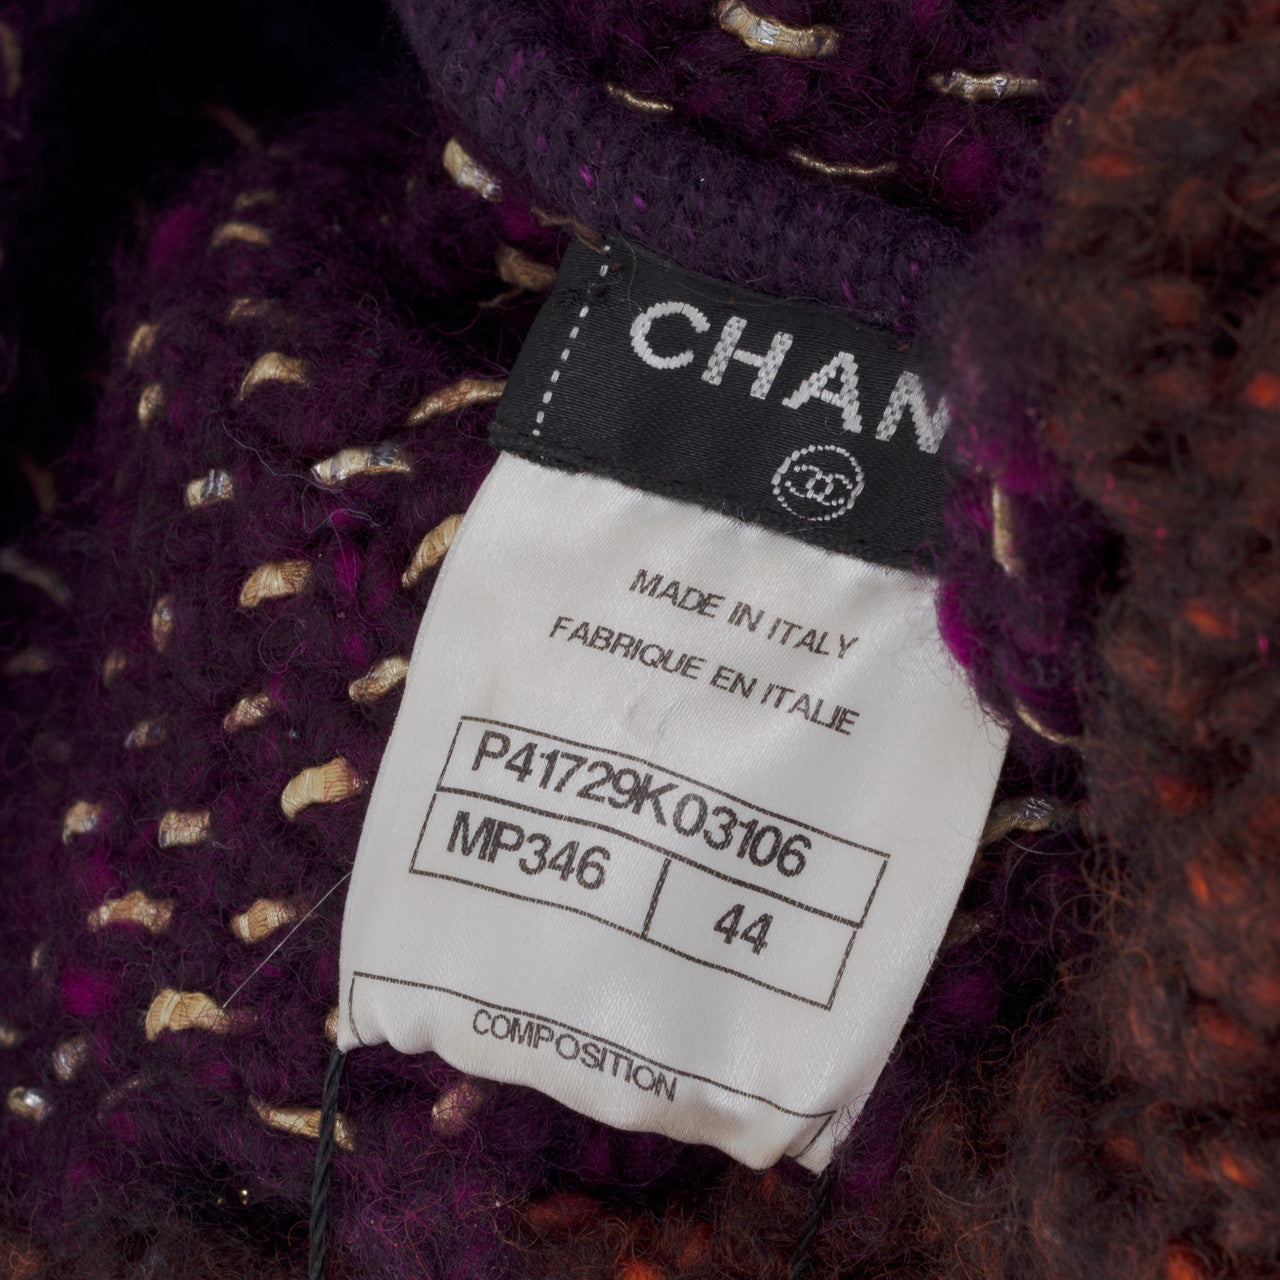 CHAN
MADE IN ITALY
FABRIQUE EN ITALIE
P41729K03106
MP346
44
COMPOSITION